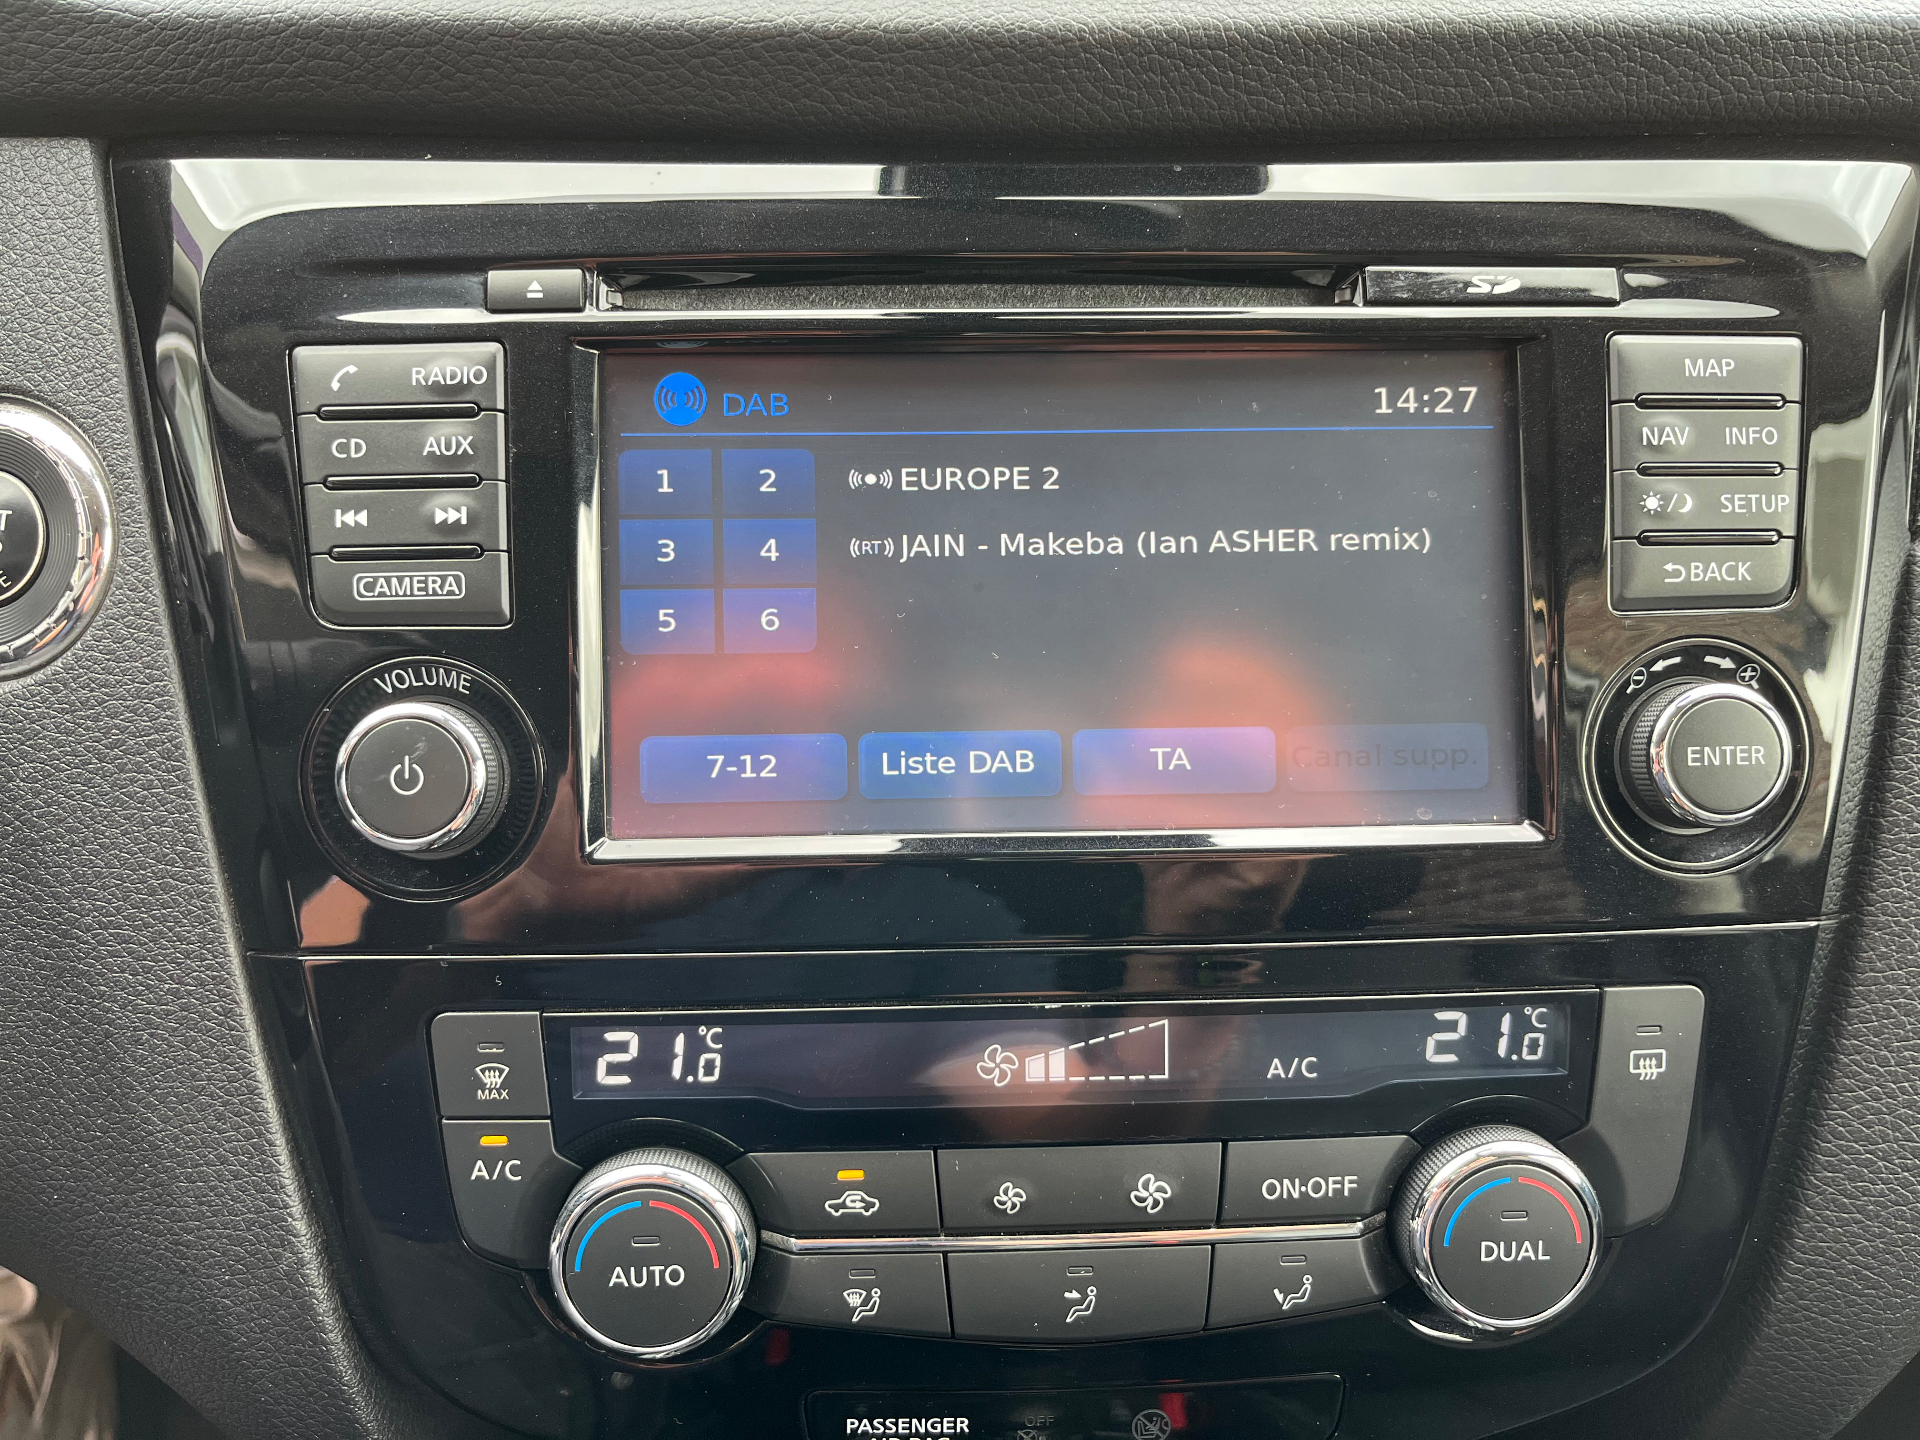 SD
RADIO
CD AUX
CAMERA
VOLUME
DAB 14:27
1 2
EUROPE 2
3 4
(RT) JAIN - Makeba (Ian ASHER remix)
5 6
7-12 Liste DAB TA Canal supp.
MAP
NAV INFO
SETUP
BACK
ENTER
21.0 °C
A/C
21.0 °C
MAX
A/C
AUTO
ON·OFF
DUAL
PASSENGER
OFF